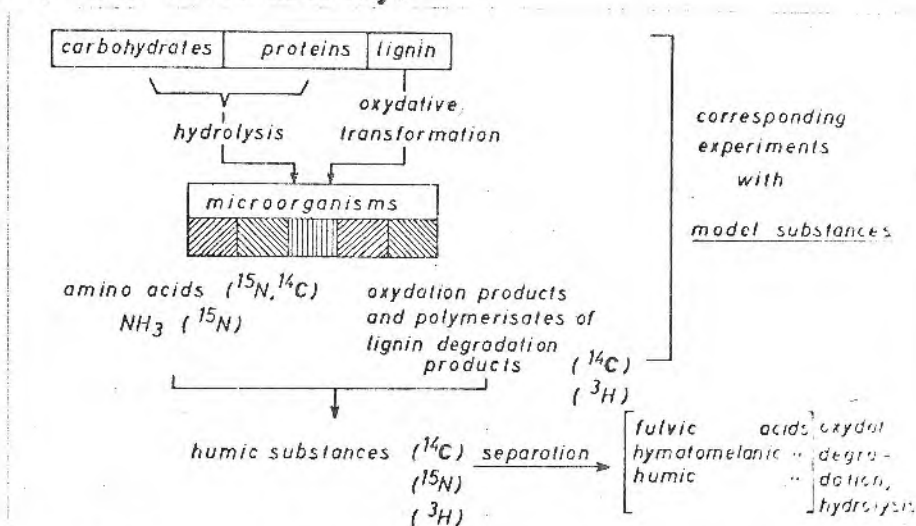 carbohydrates proteins lignin
hydrolysis
oxydative
transformation
microorganisms
corresponding
experiments
with
model substances
amino acids (¹⁵N,¹⁴C)
NH₃ (¹⁵N)
oxydation products
and polymerisates of
lignin degradation
products (¹⁴C)
(³H)
humic substances (¹⁴C)
(¹⁵N)
(³H)
separation
fulvic acids
hymatomelanic "
humic "
oxydat
degra-
dation,
hydrolysis